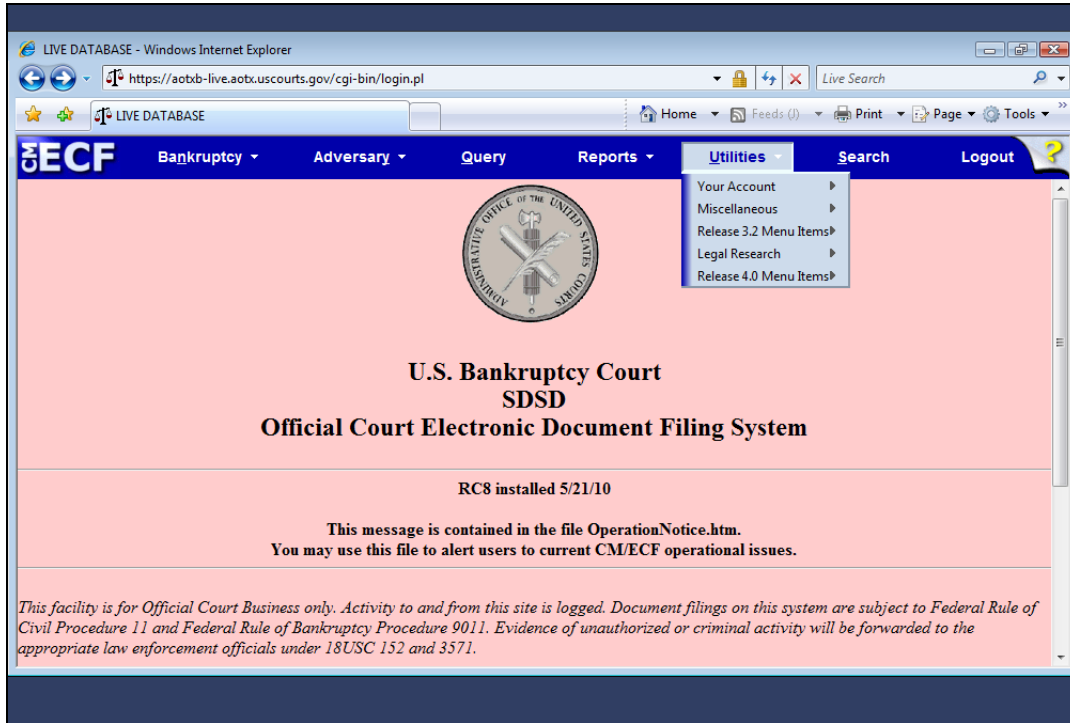 LIVE DATABASE - Windows Internet Explorer
https://aotxb-live.aotx.uscourts.gov/cgi-bin/login.pl
Live Search
LIVE DATABASE
Home Feeds (J) Print Page Tools
CM ECF Bankruptcy Adversary Query Reports Utilities Search Logout ?
Your Account
Miscellaneous
Release 3.2 Menu Items
Legal Research
Release 4.0 Menu Items
ADMINISTRATIVE OFFICE OF THE UNITED STATES COURTS
U.S. Bankruptcy Court
SDSD
Official Court Electronic Document Filing System
RC8 installed 5/21/10
This message is contained in the file OperationNotice.htm.
You may use this file to alert users to current CM/ECF operational issues.
This facility is for Official Court Business only. Activity to and from this site is logged. Document filings on this system are subject to Federal Rule of
Civil Procedure 11 and Federal Rule of Bankruptcy Procedure 9011. Evidence of unauthorized or criminal activity will be forwarded to the
appropriate law enforcement officials under 18USC 152 and 3571.